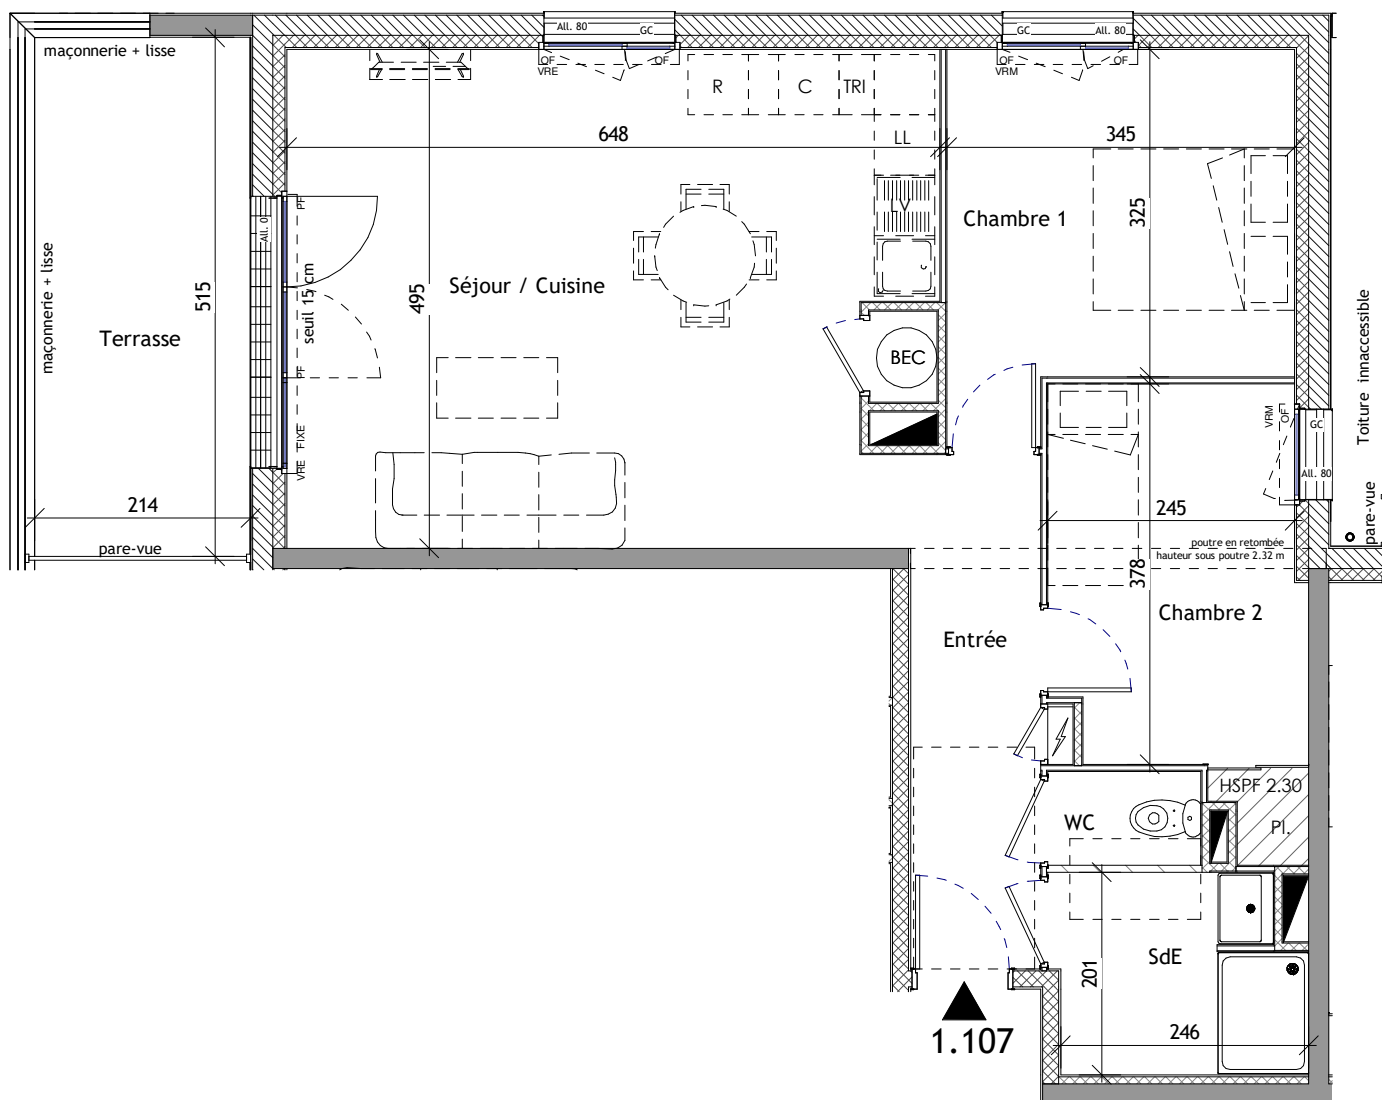 maçonnerie + lisse
All. 80
GC
GC
All. 80
OF
VRE
OF
OF
VRM
OF
R
C
TRI
LL
648
345
PF
All. 0
LV
Chambre 1
325
maçonnerie + lisse
515
seuil 15 cm
495
Séjour / Cuisine
Terrasse
BEC
PF
Toiture innaccessible
VRM
OF
GC
All. 80
VRE
FIXE
214
245
pare-vue
pare-vue
poutre en retombée
hauteur sous poutre 2.32 m
378
Chambre 2
Entrée
HSPF 2.30
WC
Pl.
SdE
201
246
1.107